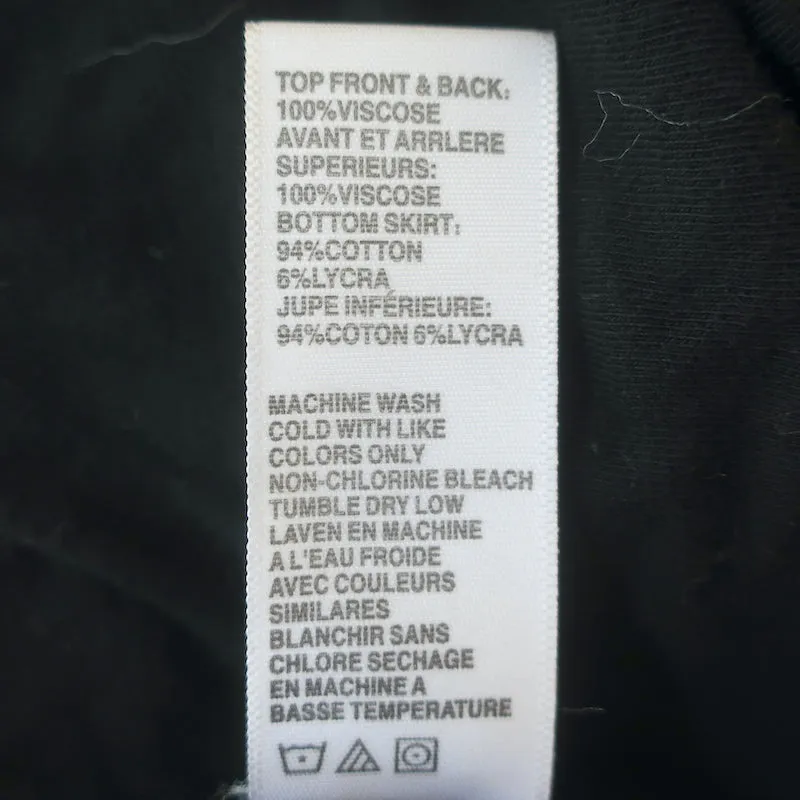 TOP FRONT & BACK:
100%VISCOSE
AVANT ET ARRLERE
SUPERIEURS:
100%VISCOSE
BOTTOM SKIRT:
94%COTTON
6%LYCRA
JUPE INFÉRIEURE:
94%COTON 6%LYCRA
MACHINE WASH
COLD WITH LIKE
COLORS ONLY
NON-CHLORINE BLEACH
TUMBLE DRY LOW
LAVEN EN MACHINE
A L'EAU FROIDE
AVEC COULEURS
SIMILARES
BLANCHIR SANS
CHLORE SECHAGE
EN MACHINE A
BASSE TEMPERATURE